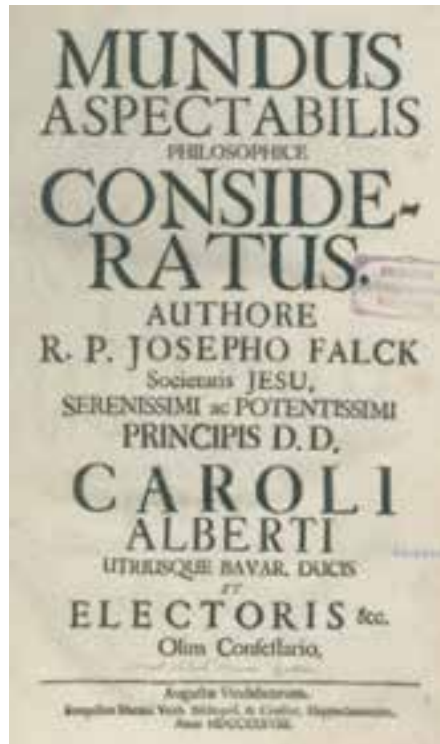 MUNDUS
ASPECTABILIS
PHILOSOPHICE
CONSIDE-
RATUS.
AUTHORE
R. P. JOSEPHO FALCK
Societatis JESU,
SERENISSIMI ac POTENTISSIMI
PRINCIPIS D. D.
CAROLI
ALBERTI
UTRIUSQUE BAVAR. DUCIS
ET
ELECTORIS &c.
Olim Confessario,
Augustæ Vindelicorum,